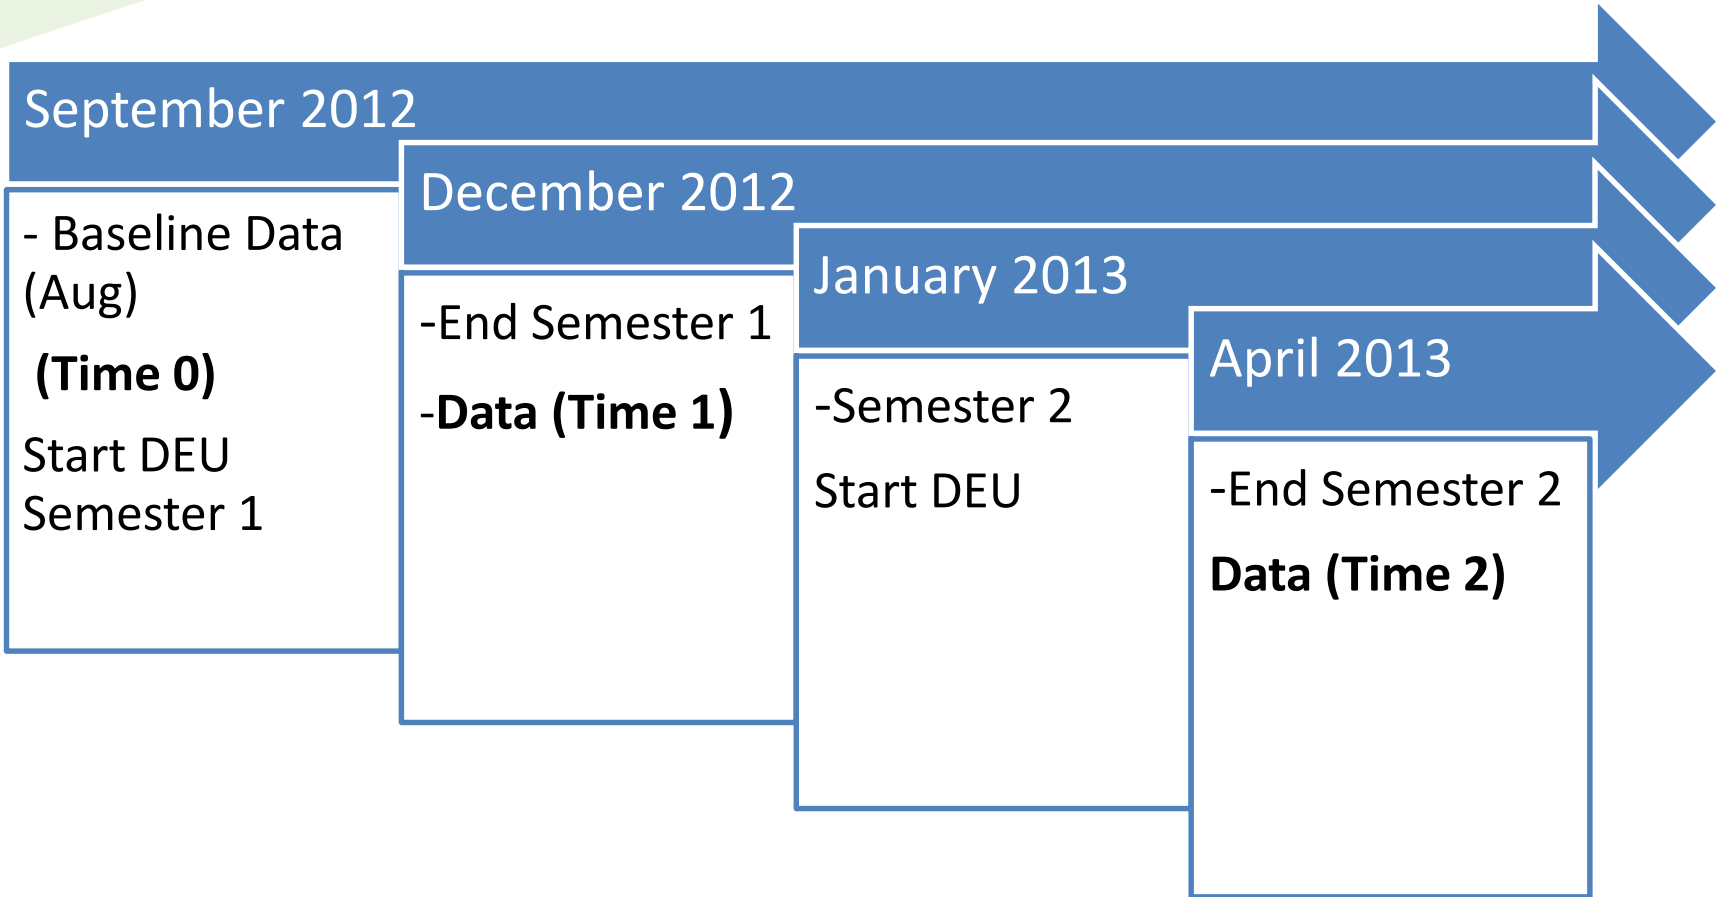 September 2012
- Baseline Data
(Aug)
(Time 0)
Start DEU
Semester 1
December 2012
-End Semester 1
-Data (Time 1)
January 2013
-Semester 2
Start DEU
April 2013
-End Semester 2
Data (Time 2)